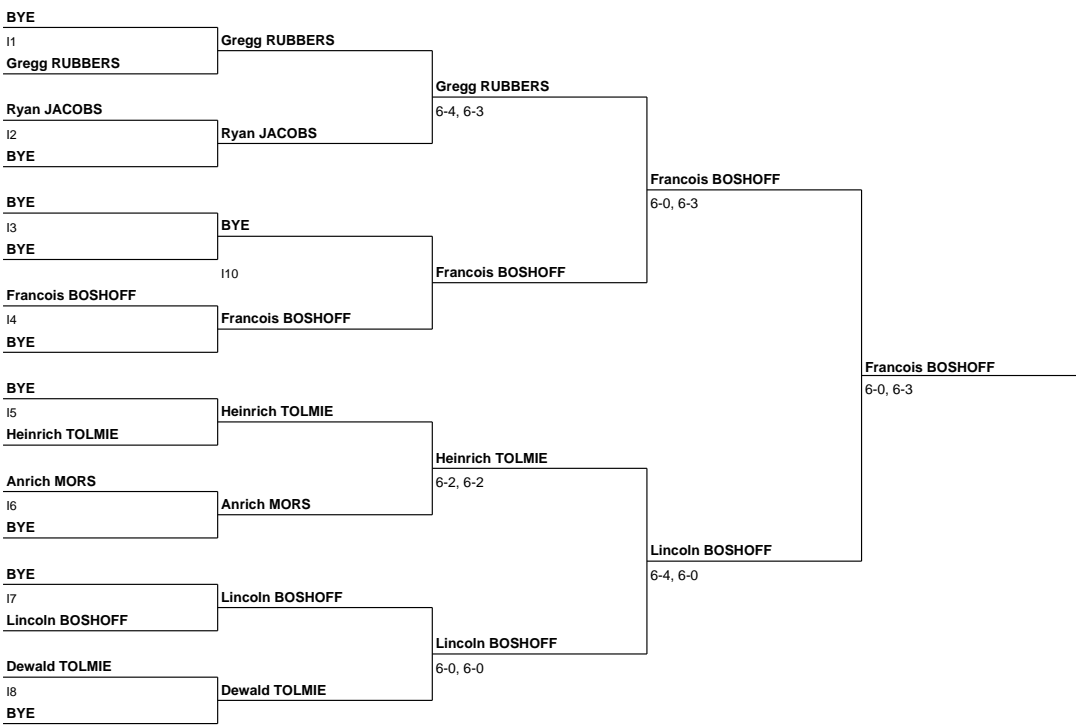 BYE
I1
Gregg RUBBERS
Ryan JACOBS
I2
BYE
BYE
I3
BYE
Francois BOSHOFF
I4
BYE
BYE
I5
Heinrich TOLMIE
Anrich MORS
I6
BYE
BYE
I7
Lincoln BOSHOFF
Dewald TOLMIE
I8
BYE
Gregg RUBBERS
Ryan JACOBS
BYE
I10
Francois BOSHOFF
Heinrich TOLMIE
Anrich MORS
Lincoln BOSHOFF
Dewald TOLMIE
Gregg RUBBERS
6-4, 6-3
Francois BOSHOFF
Heinrich TOLMIE
6-2, 6-2
Lincoln BOSHOFF
6-0, 6-0
Francois BOSHOFF
6-0, 6-3
Lincoln BOSHOFF
6-4, 6-0
Francois BOSHOFF
6-0, 6-3